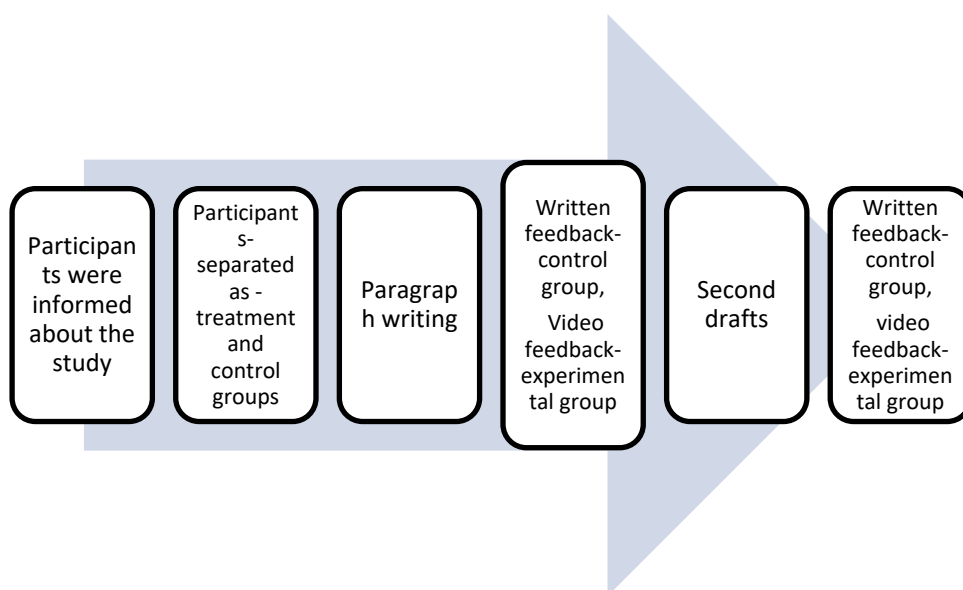 Participan
ts were
informed
about the
study
Participant
s-
separated
as -
treatment
and
control
groups
Paragrap
h writing
Written
feedback-
control
group,
Video
feedback-
experimen
tal group
Second
drafts
Written
feedback-
control
group,
video
feedback-
experimen
tal group